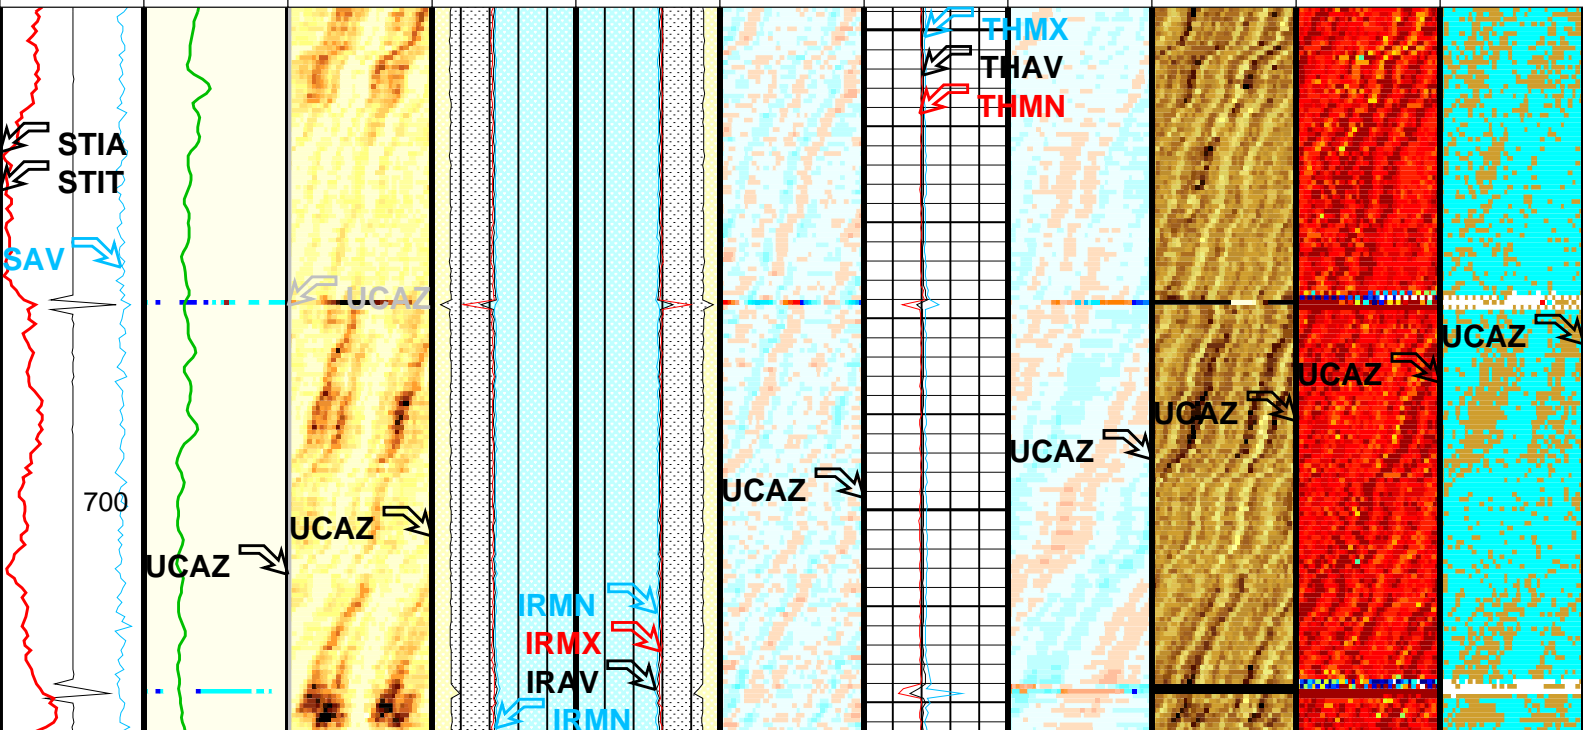 THMX
THAV
THMN
STIA
STIT
SAV
UCAZ
UCAZ
UCAZ
UCAZ
UCAZ
UCAZ
700
UCAZ
UCAZ
IRMN
IRMX
IRAV
IRMN